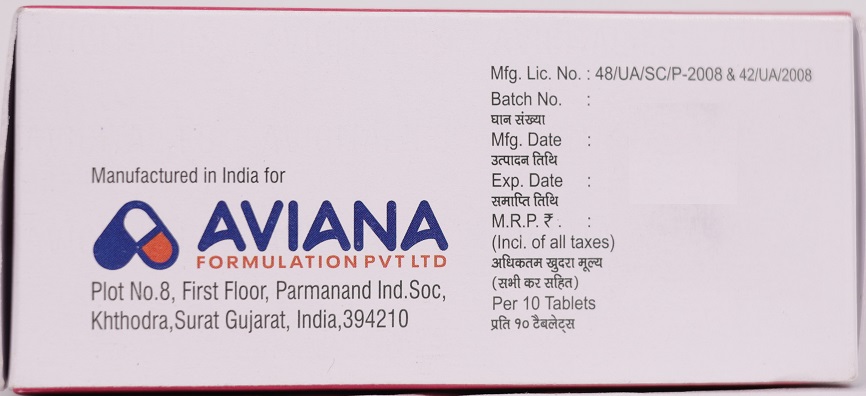 Manufactured in India for
AVIANA
FORMULATION PVT LTD
Plot No.8, First Floor, Parmanand Ind.Soc,
Khthodra,Surat Gujarat, India,394210
Mfg. Lic. No. : 48/UA/SC/P-2008 & 42/UA/2008
Batch No. :
घान संख्या
Mfg. Date :
उत्पादन तिथि
Exp. Date :
समाप्ति तिथि
M.R.P. ₹ . :
(Inci. of all taxes)
अधिकतम खुदरा मूल्य
(सभी कर सहित)
Per 10 Tablets
प्रति १० टैबलेट्स